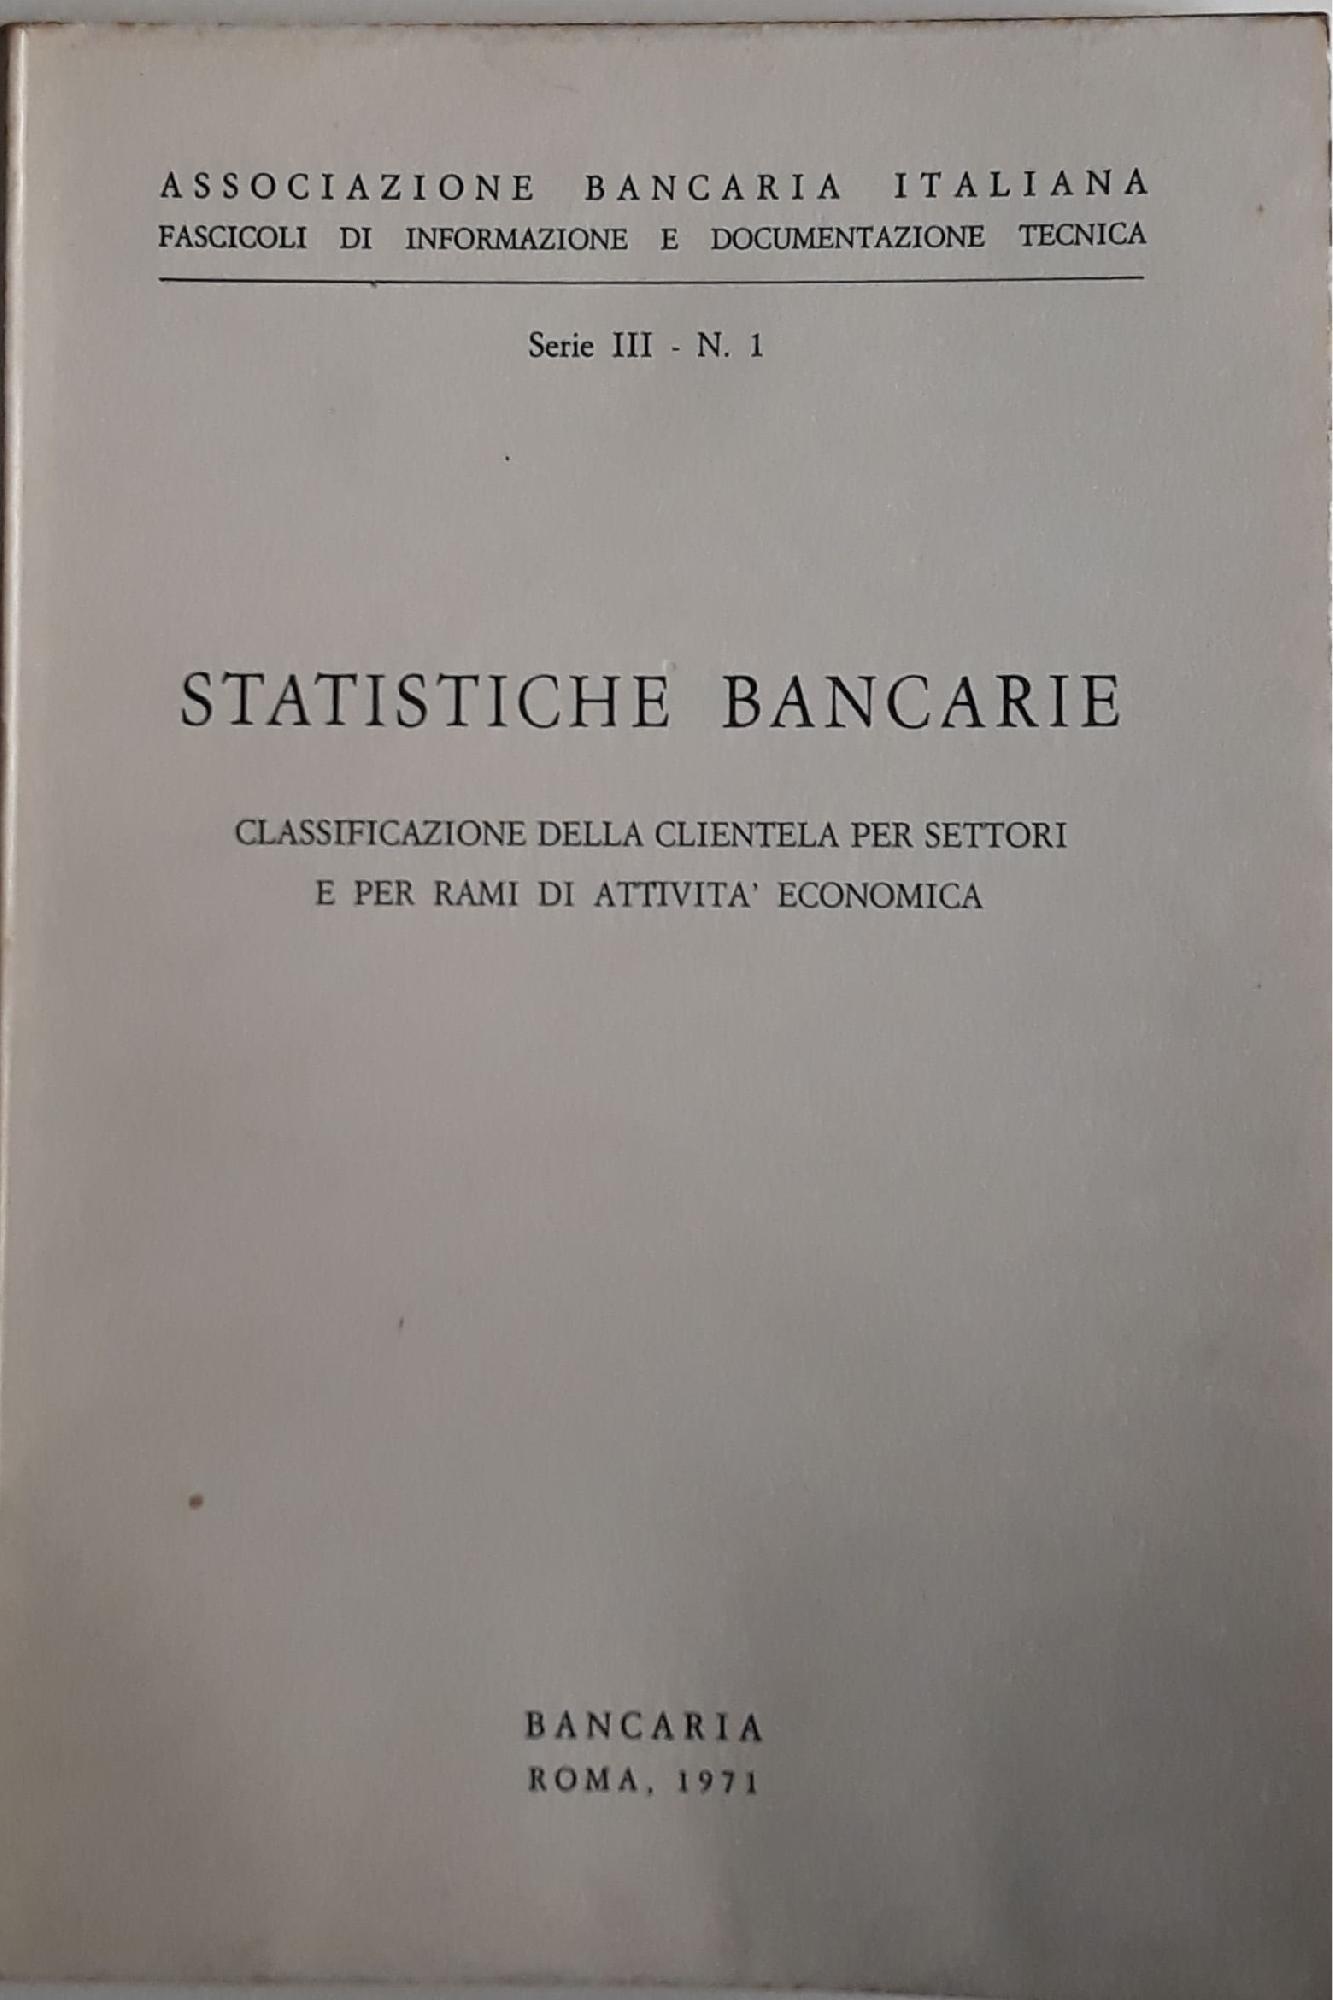 ASSOCIAZIONE BANCARIA ITALIANA
FASCICOLI DI INFORMAZIONE E DOCUMENTAZIONE TECNICA
Serie III - N. 1
STATISTICHE BANCARIE
CLASSIFICAZIONE DELLA CLIENTELA PER SETTORI
E PER RAMI DI ATTIVITA' ECONOMICA
BANCARIA
ROMA, 1971